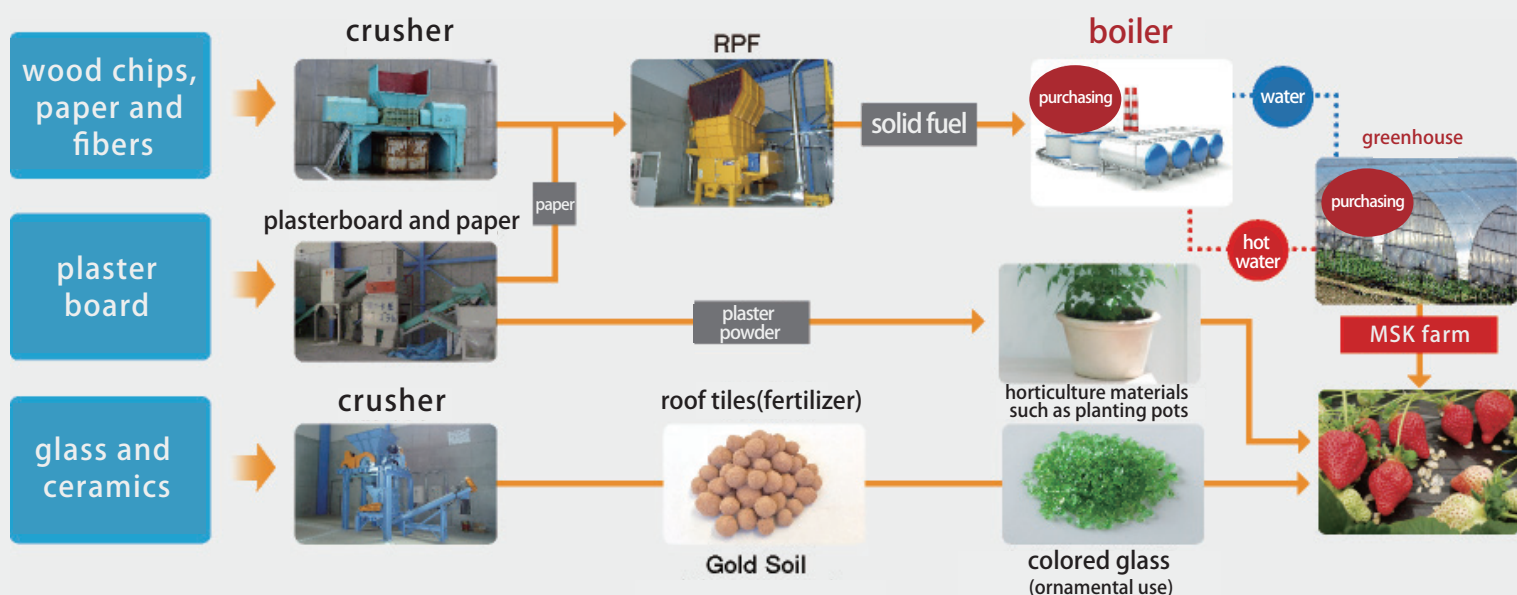 crusher
RPF
boiler
wood chips,
paper and
fibers
purchasing
water
solid fuel
greenhouse
paper
purchasing
plasterboard and paper
hot
water
plaster
board
plaster
powder
MSK farm
horticulture materials
such as planting pots
crusher
roof tiles(fertilizer)
glass and
ceramics
Gold Soil
colored glass
(ornamental use)